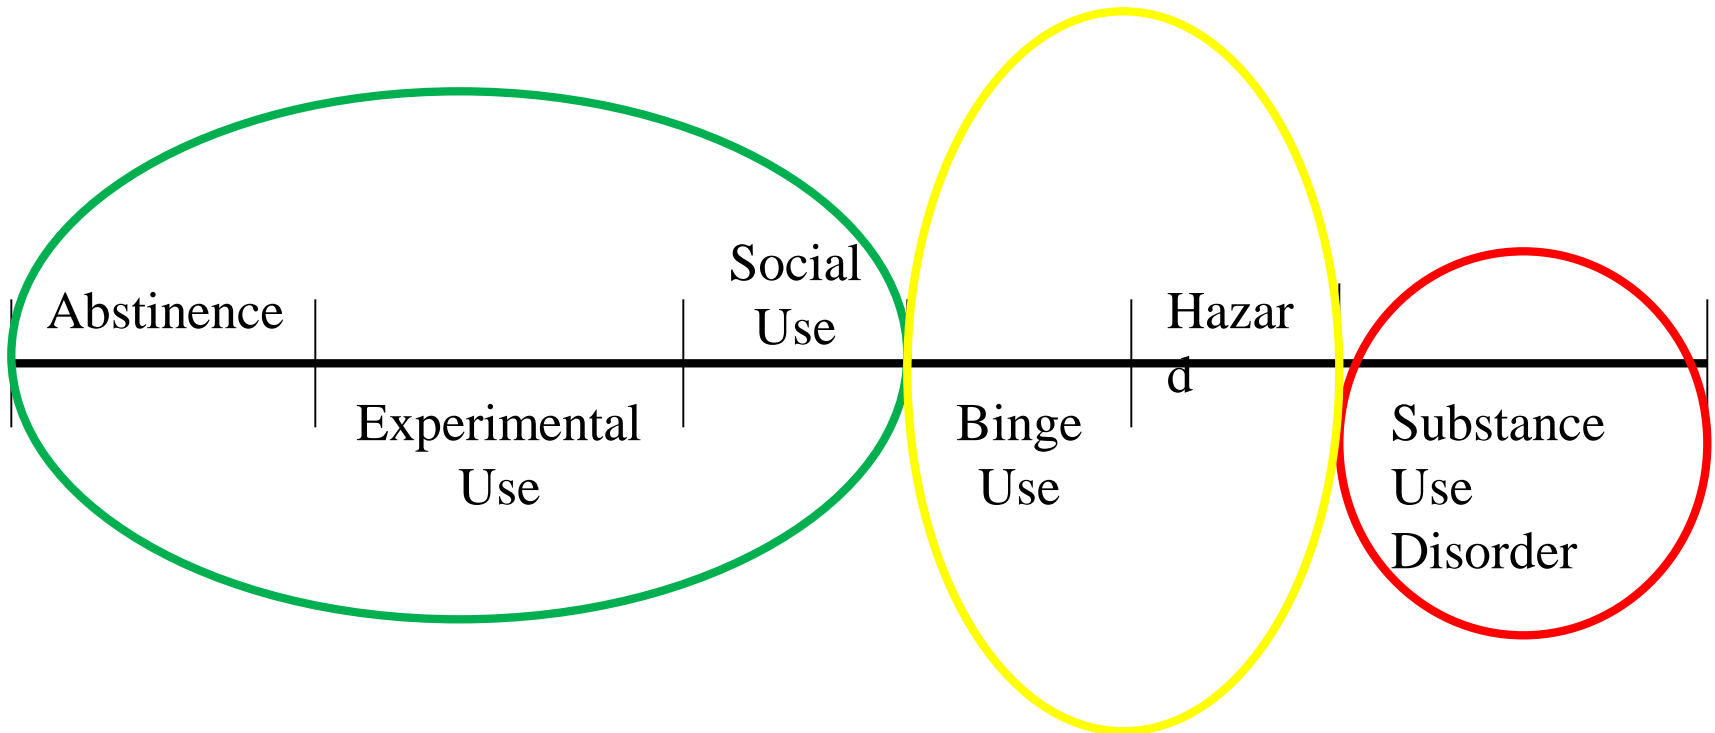 Abstinence
Experimental
Use
Social
Use
Binge
Use
Hazar
d
Substance
Use
Disorder